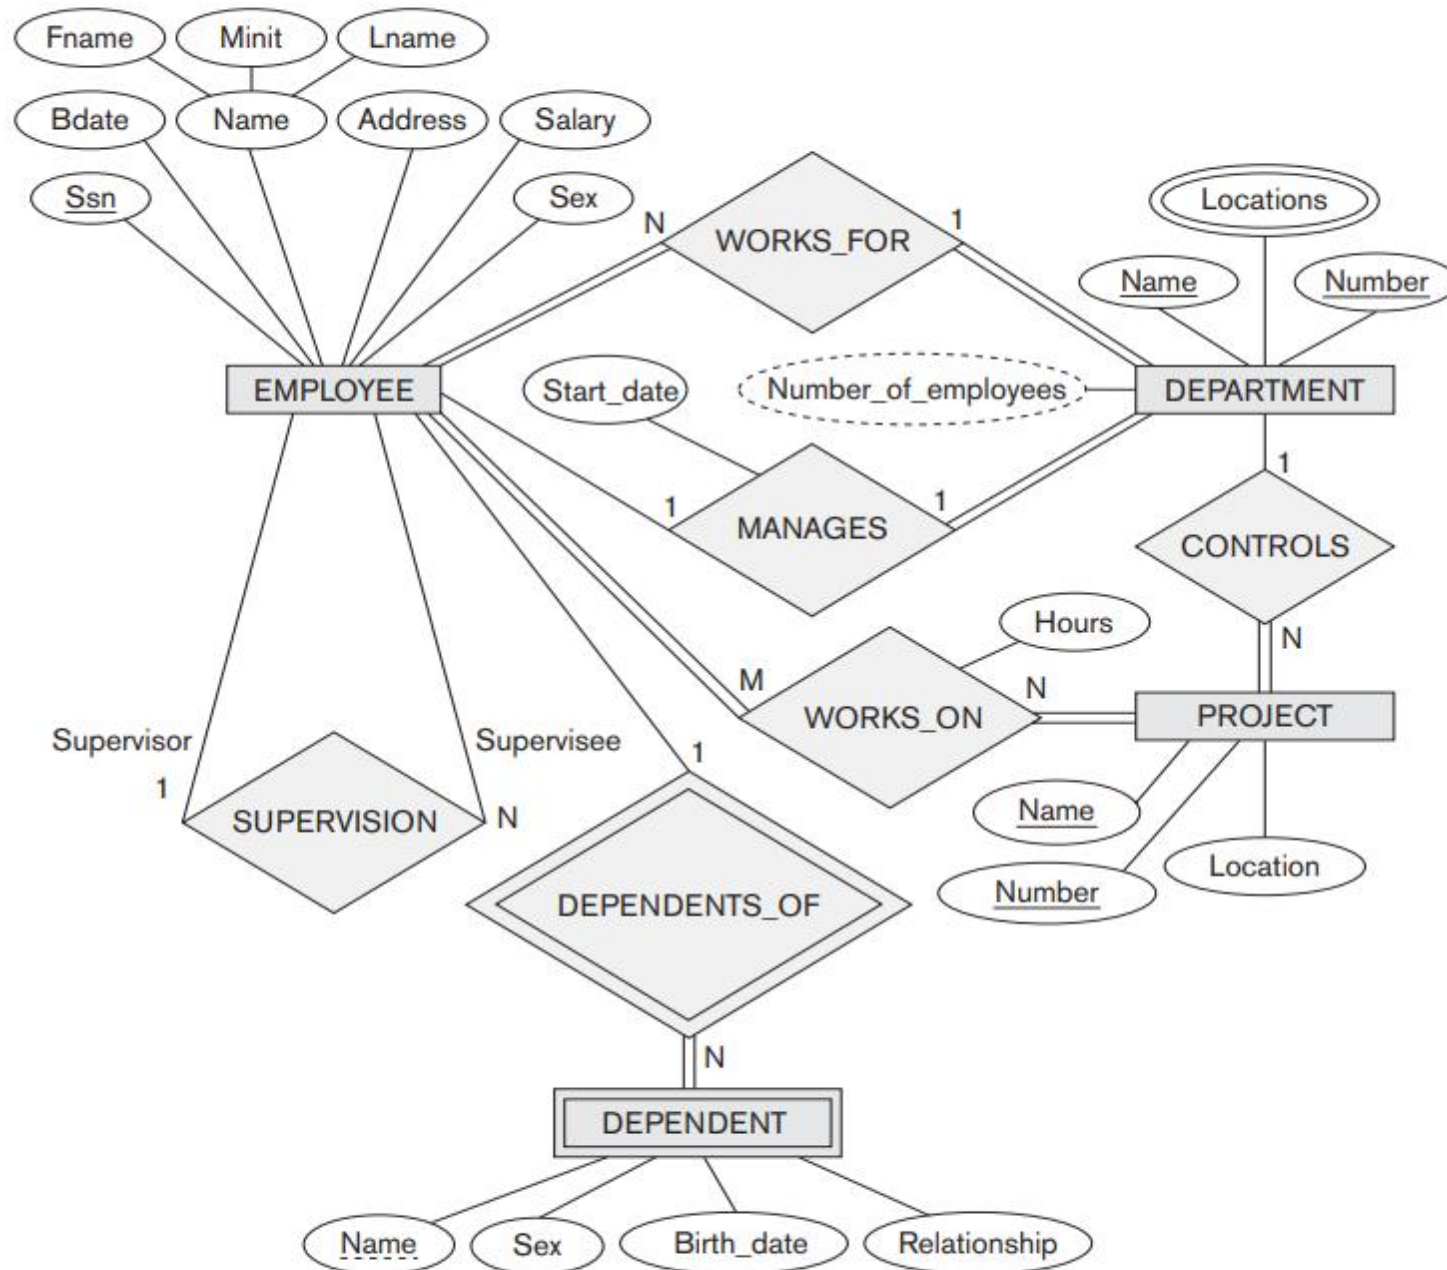 Fname Minit Lname
Bdate Name Address Salary
Ssn Sex
N WORKS_FOR 1
Locations
Name Number
EMPLOYEE Start_date Number_of_employees DEPARTMENT
1 MANAGES 1
1
CONTROLS
N
Hours
M WORKS_ON N
PROJECT
Supervisor Supervisee
1 SUPERVISION N
1
Name
Number
Location
DEPENDENTS_OF
N
DEPENDENT
Name Sex Birth_date Relationship